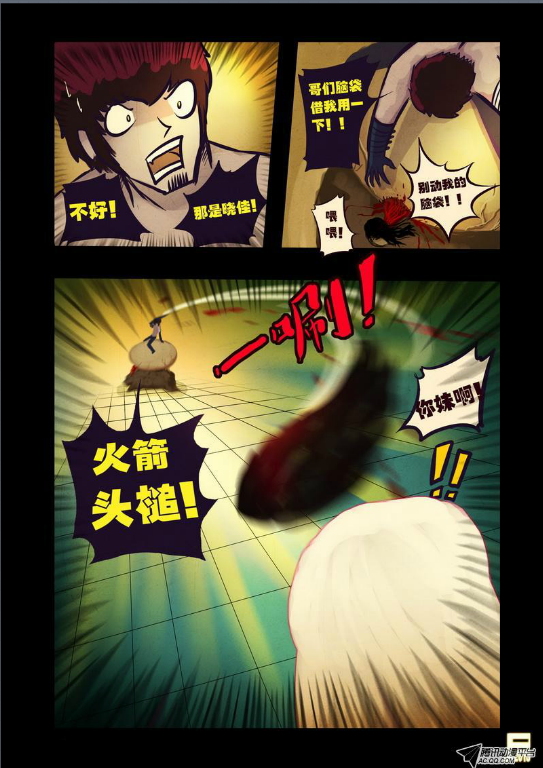 不好！
那是晓佳！
哥们脑袋
借我用一
下！！
别动我的
脑袋！！
喂
喂！
一唰！
你妹啊！
!!
火箭
头槌！
腾讯动漫平台
AC.QQ.COM